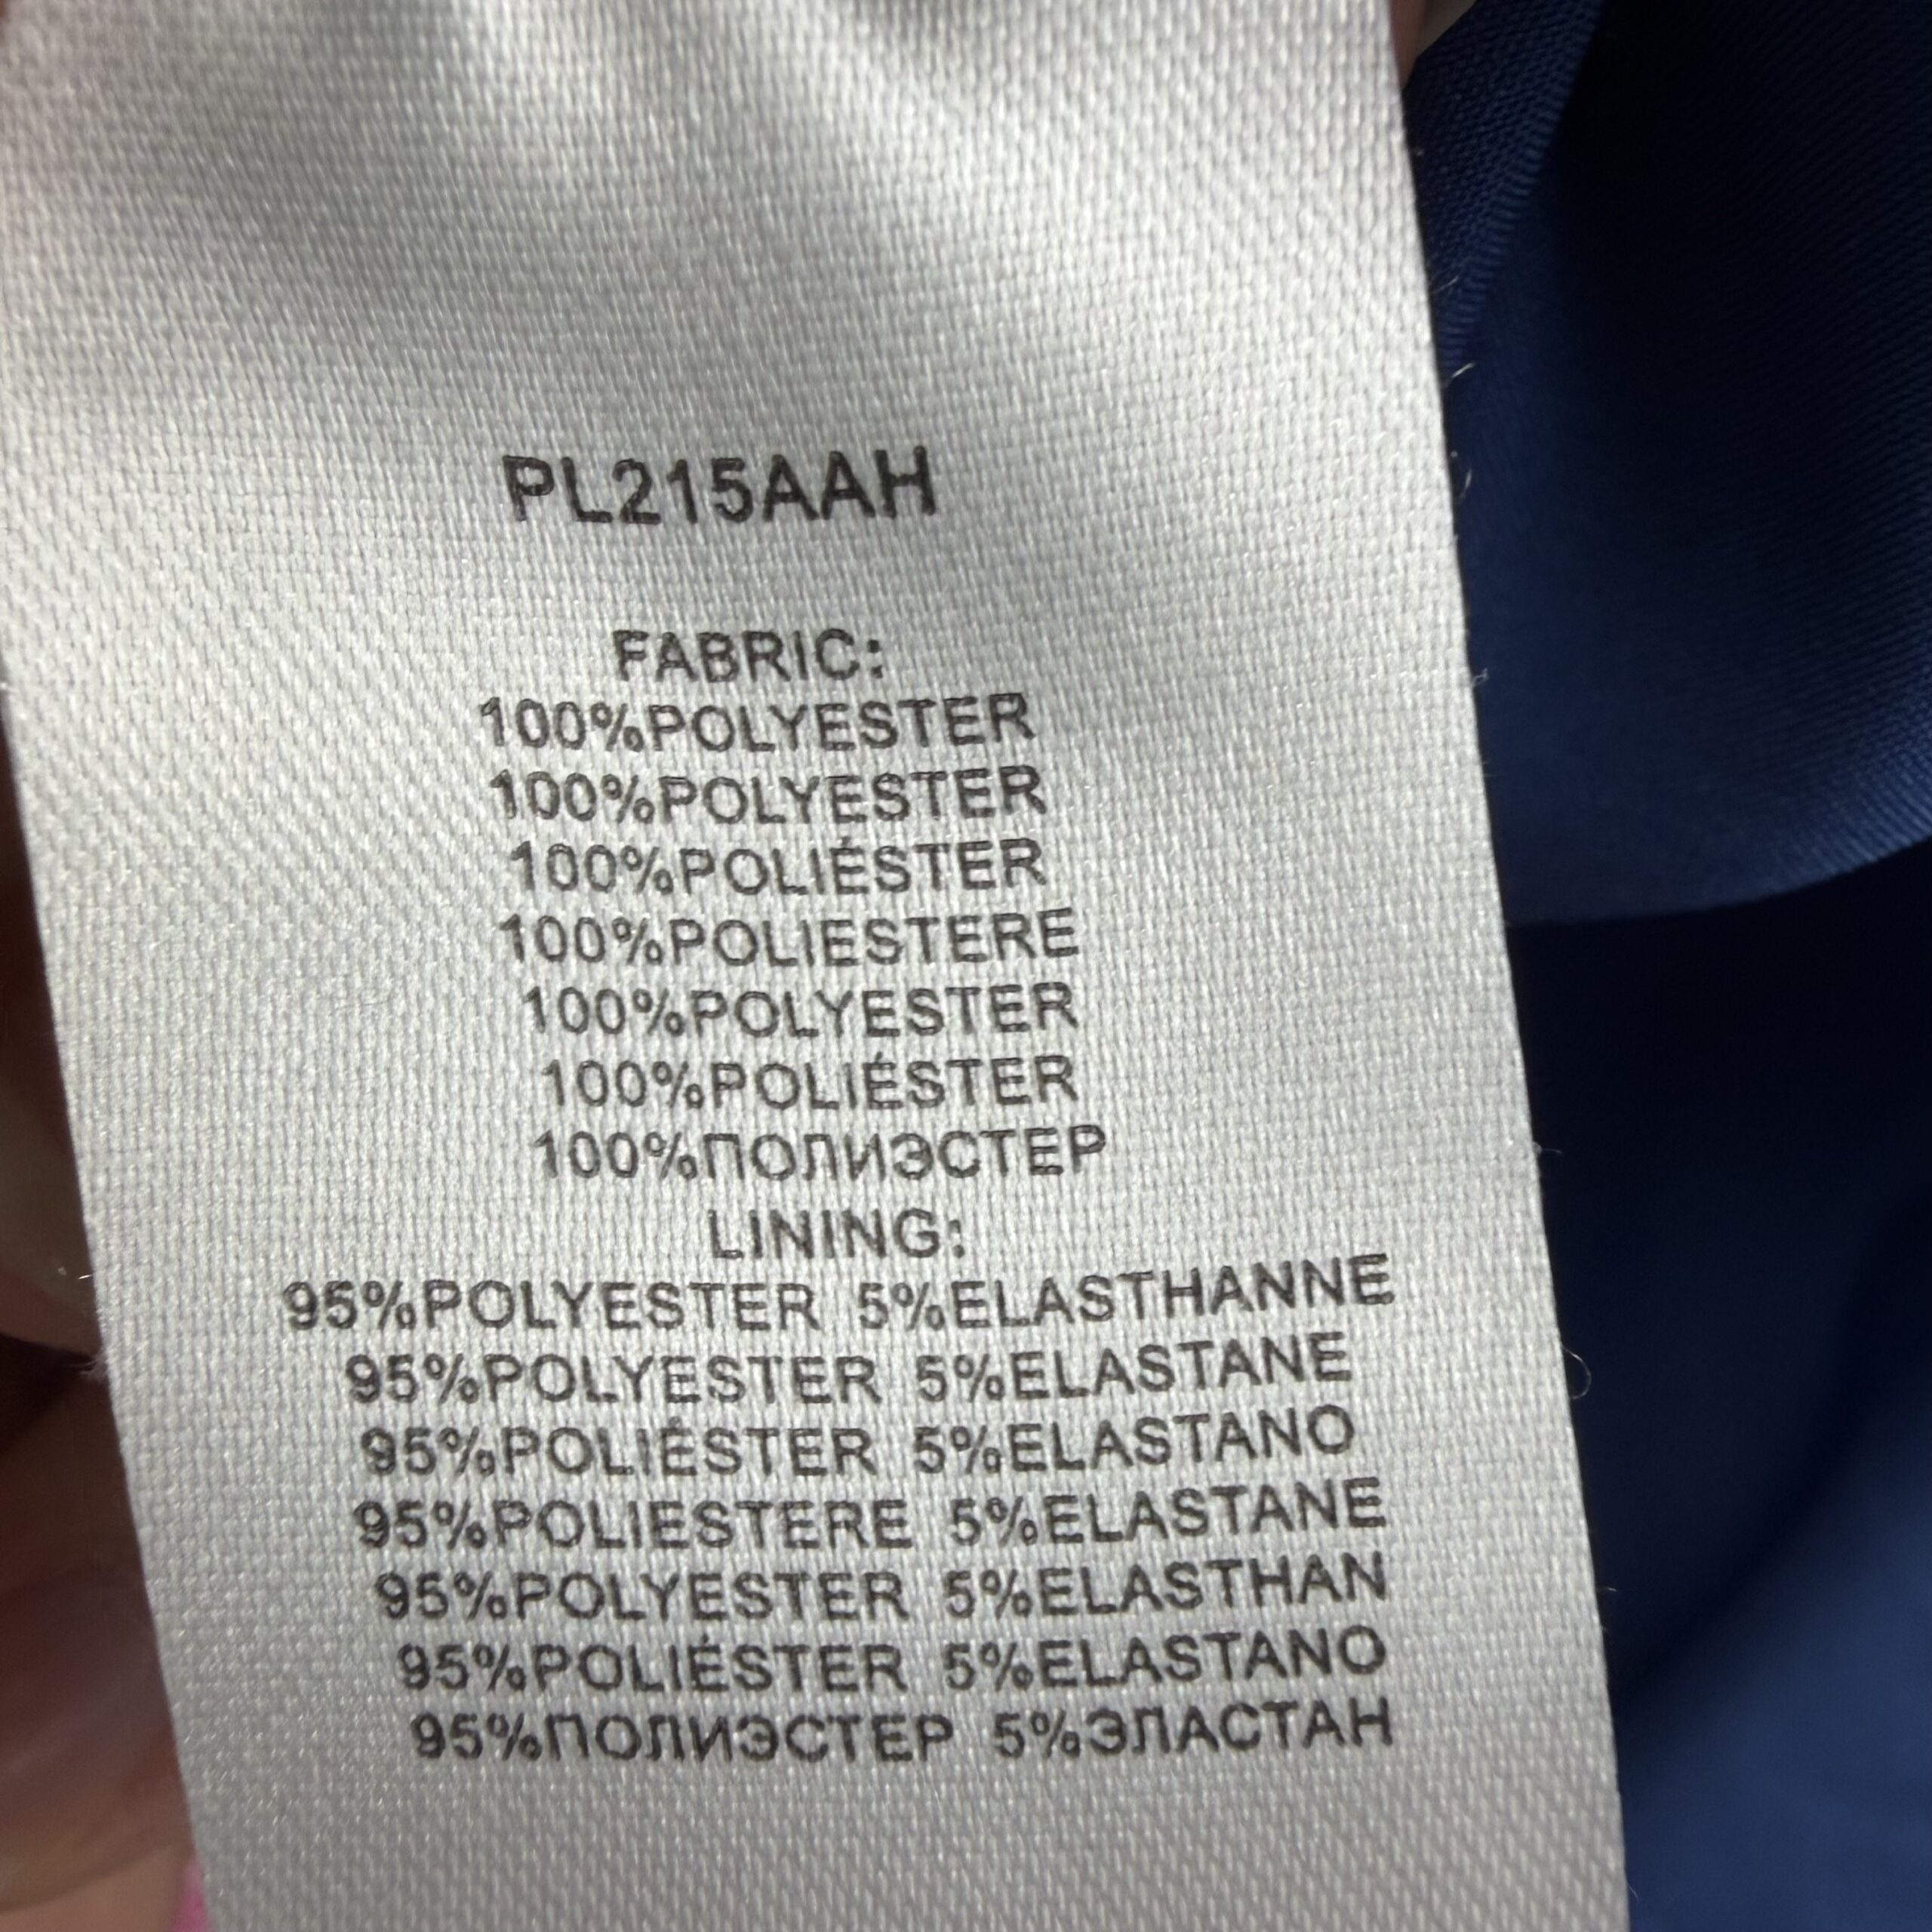 PL215AAH
FABRIC:
100%POLYESTER
100%POLYESTER
100%POLIÉSTER
100%POLIESTERE
100%POLYESTER
100%POLIÉSTER
100%ПОЛИЭСТЕР
LINING:
95%POLYESTER 5%ELASTHANNE
95%POLYESTER 5%ELASTANE
95%POLIÉSTER 5%ELASTANO
95%POLIESTERE 5%ELASTANE
95%POLYESTER 5%ELASTHAN
95%POLIÉSTER 5%ELASTANO
95%ПОЛИЭСТЕР 5%ЭЛАСТАН